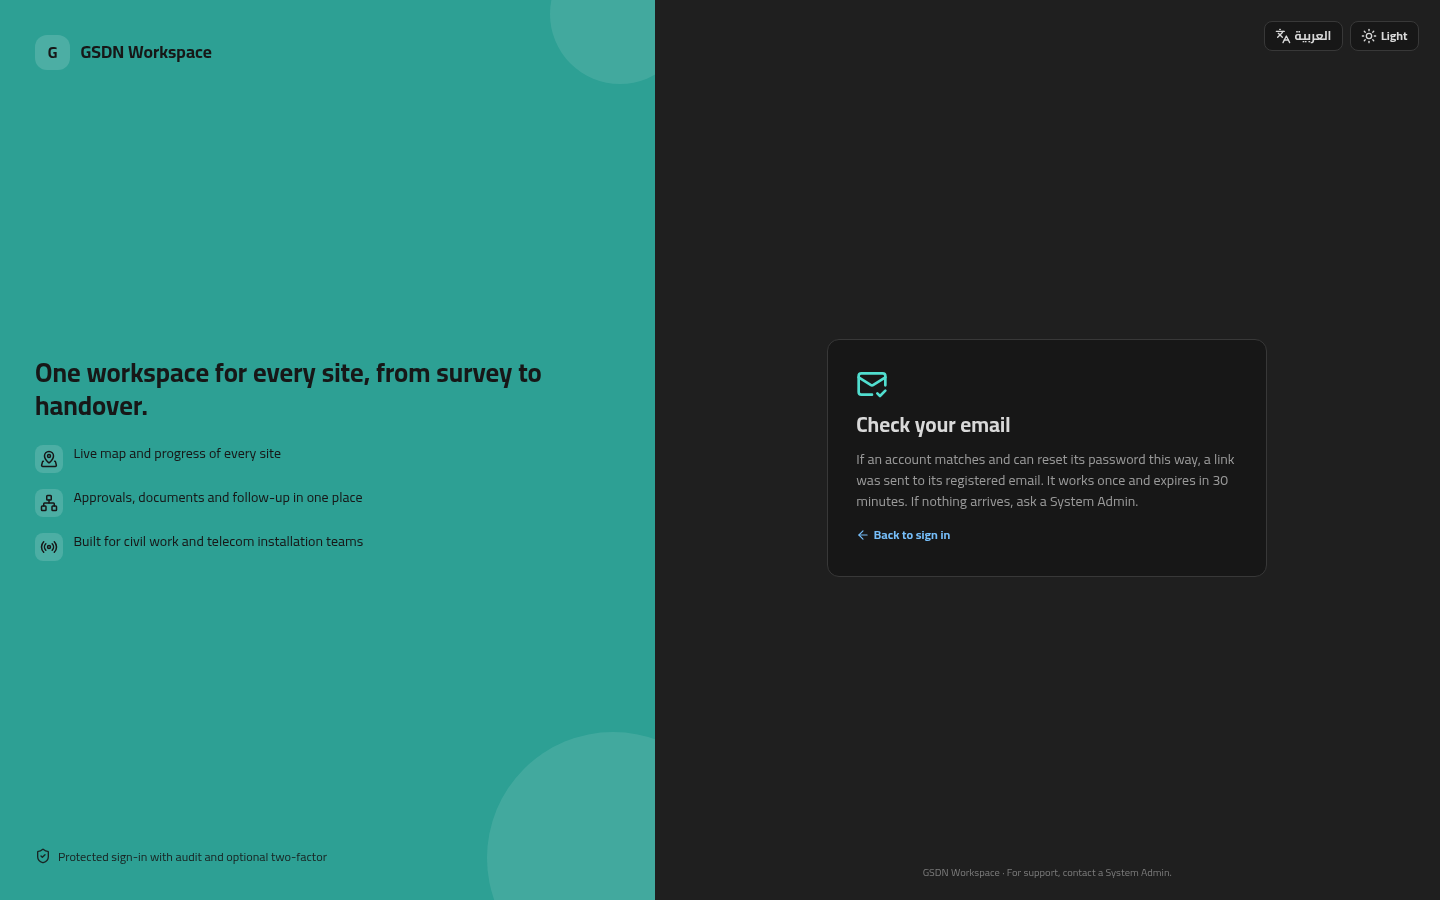 G
GSDN Workspace
One workspace for every site, from survey to
handover.
Live map and progress of every site
Approvals, documents and follow-up in one place
Built for civil work and telecom installation teams
Protected sign-in with audit and optional two-factor
العربية
Light
Check your email
If an account matches and can reset its password this way, a link
was sent to its registered email. It works once and expires in 30
minutes. If nothing arrives, ask a System Admin.
Back to sign in
GSDN Workspace · For support, contact a System Admin.